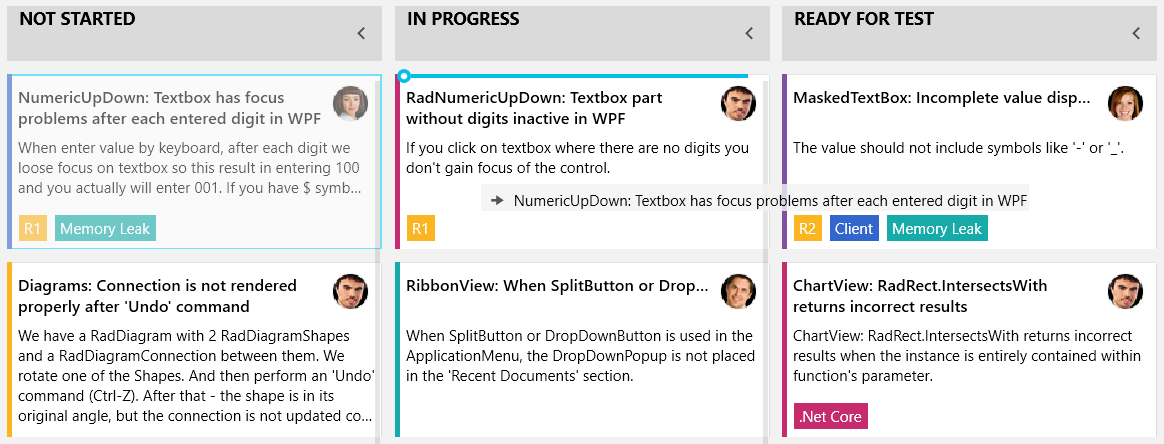 NOT STARTED
NumericUpDown: Textbox has focus
problems after each entered digit in WPF
When enter value by keyboard, after each digit we
loose focus on textbox so this result in entering 100
and you actually will enter 001. If you have $ symb...
R1 Memory Leak
Diagrams: Connection is not rendered
properly after 'Undo' command
We have a RadDiagram with 2 RadDiagramShapes
and a RadDiagramConnection between them. We
rotate one of the Shapes. And then perform an 'Undo'
command (Ctrl-Z). After that - the shape is in its
original angle, but the connection is not updated co...
IN PROGRESS
RadNumericUpDown: Textbox part
without digits inactive in WPF
If you click on textbox where there are no digits you
don't gain focus of the control.
NumericUpDown: Textbox has focus problems after each entered digit in WPF
R1
RibbonView: When SplitButton or Drop...
When SplitButton or DropDownButton is used in the
ApplicationMenu, the DropDownPopup is not placed
in the 'Recent Documents' section.
READY FOR TEST
MaskedTextBox: Incomplete value disp...
The value should not include symbols like '-' or '_'.
R2 Client Memory Leak
ChartView: RadRect.IntersectsWith
returns incorrect results
ChartView: RadRect.IntersectsWith returns incorrect
results when the instance is entirely contained within
function's parameter.
.Net Core